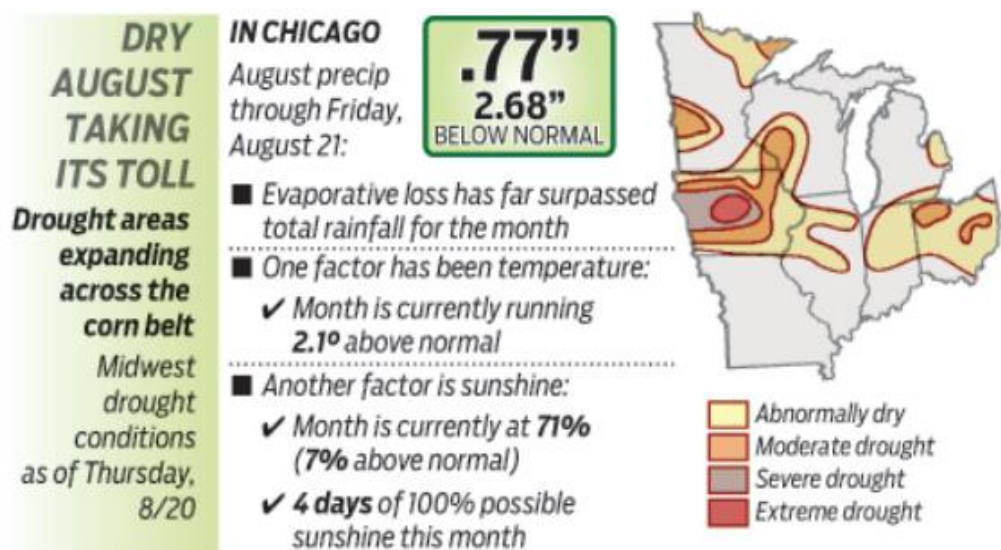 DRY
AUGUST
TAKING
ITS TOLL
Drought areas
expanding
across the
corn belt
Midwest
drought
conditions
as of Thursday,
8/20
IN CHICAGO
August precip
through Friday,
August 21:
.77”
2.68”
BELOW NORMAL
■ Evaporative loss has far surpassed
total rainfall for the month
■ One factor has been temperature:
✔ Month is currently running
2.1º above normal
■ Another factor is sunshine:
✔ Month is currently at 71%
(7% above normal)
✔ 4 days of 100% possible
sunshine this month
Abnormally dry
Moderate drought
Severe drought
Extreme drought